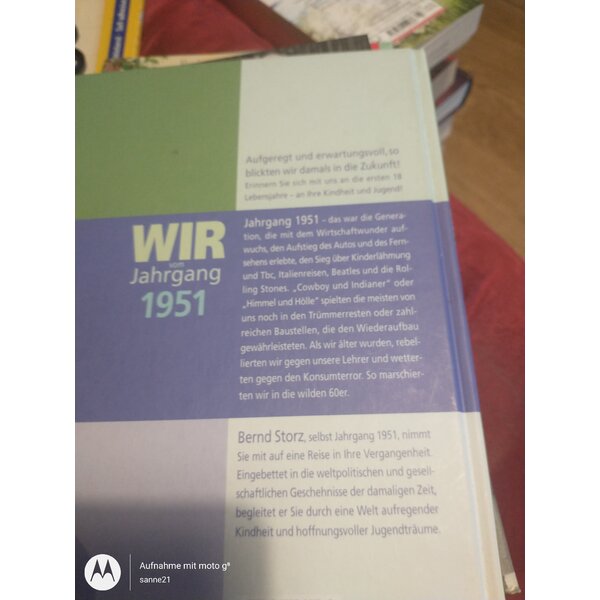 Aufgeregt und erwartungsvoll, so
blickten wir damals in die Zukunft!
Erinnern Sie sich mit uns an die ersten 18
Lebensjahre – an Ihre Kindheit und Jugend!
WIR
vom
Jahrgang
1951
Jahrgang 1951 – das war die Genera-
tion, die mit dem Wirtschaftswunder auf-
wuchs, den Aufstieg des Autos und des Fern-
sehens erlebte, den Sieg über Kinderlähmung
und Tbc, Italienreisen, Beatles und die Rol-
ling Stones. „Cowboy und Indianer“ oder
„Himmel und Hölle“ spielten die meisten von
uns noch in den Trümmerresten oder zahl-
reichen Baustellen, die den Wiederaufbau
gewährleisteten. Als wir älter wurden, rebel-
lierten wir gegen unsere Lehrer und wetter-
ten gegen den Konsumterror. So marschier-
ten wir in die wilden 60er.
Bernd Storz, selbst Jahrgang 1951, nimmt
Sie mit auf eine Reise in Ihre Vergangenheit.
Eingebettet in die weltpolitischen und gesell-
schaftlichen Geschehnisse der damaligen Zeit,
begleitet er Sie durch eine Welt aufregender
Kindheit und hoffnungsvoller Jugendträume.
Aufnahme mit moto g⁸
sanne21